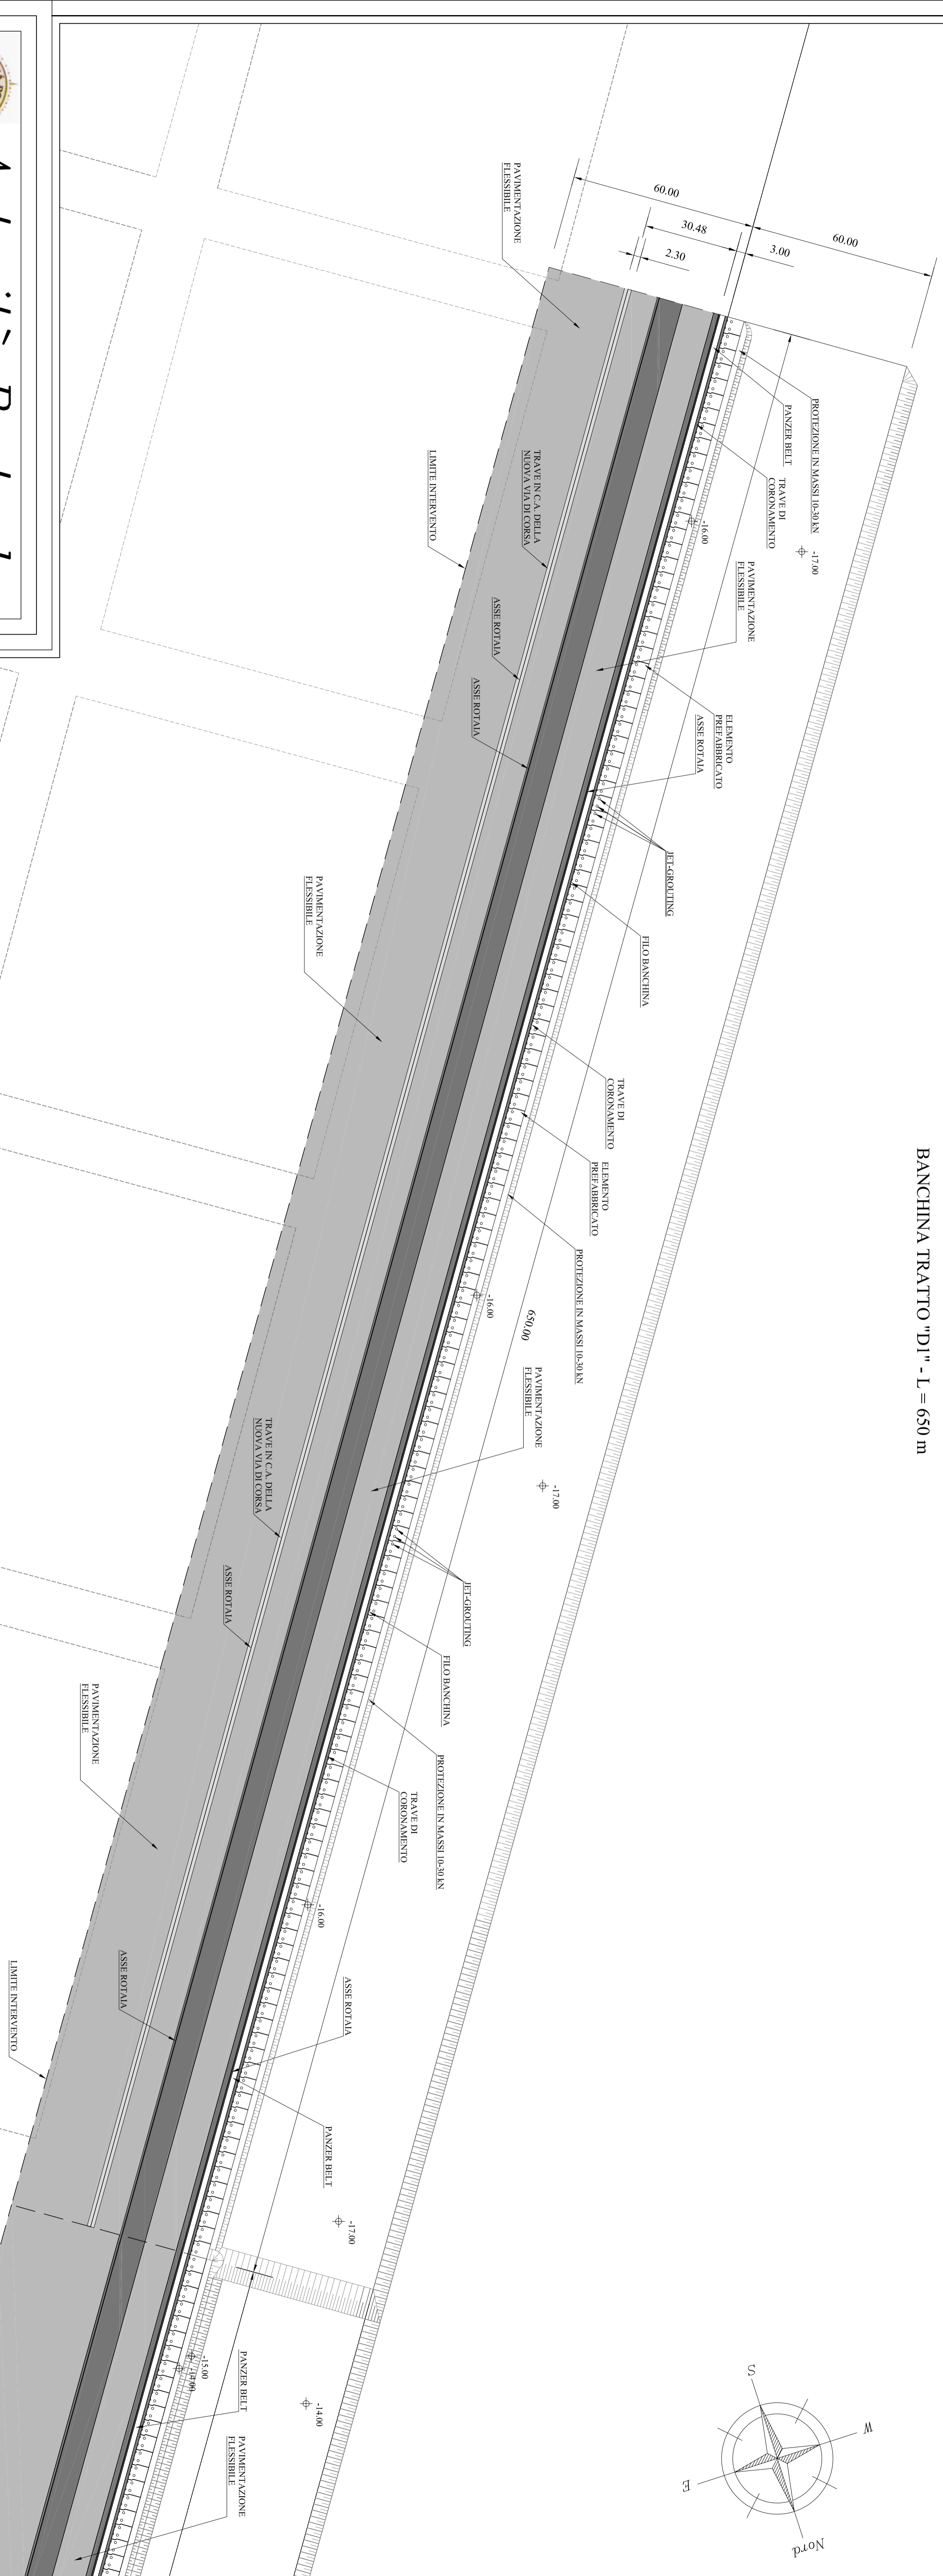 BANCHINA TRATTO "D1" - L = 650 m
60.00
60.00
30.48
3.00
2.30
PAVIMENTAZIONE
FLESSIBILE
PROTEZIONE IN MASSI 10-30 kN
PANZER BELT
TRAVE DI
CORONAMENTO
-17.00
-16.00
PAVIMENTAZIONE
FLESSIBILE
TRAVE IN C.A. DELLA
NUOVA VIA DI CORSA
LIMITE INTERVENTO
ASSE ROTAIA
ASSE ROTAIA
ELEMENTO
PREFABBRICATO
ASSE ROTAIA
JET-GROUTING
FILO BANCHINA
PAVIMENTAZIONE
FLESSIBILE
TRAVE DI
CORONAMENTO
ELEMENTO
PREFABBRICATO
PROTEZIONE IN MASSI 10-30 kN
-16.00
650.00
PAVIMENTAZIONE
FLESSIBILE
-17.00
TRAVE IN C.A. DELLA
NUOVA VIA DI CORSA
ASSE ROTAIA
JET-GROUTING
FILO BANCHINA
PAVIMENTAZIONE
FLESSIBILE
PROTEZIONE IN MASSI 10-30 kN
TRAVE DI
CORONAMENTO
-16.00
ASSE ROTAIA
ASSE ROTAIA
LIMITE INTERVENTO
PANZER BELT
-17.00
-15.00
-14.00
-14.00
PANZER BELT
PAVIMENTAZIONE
FLESSIBILE
S
W
E
Nord